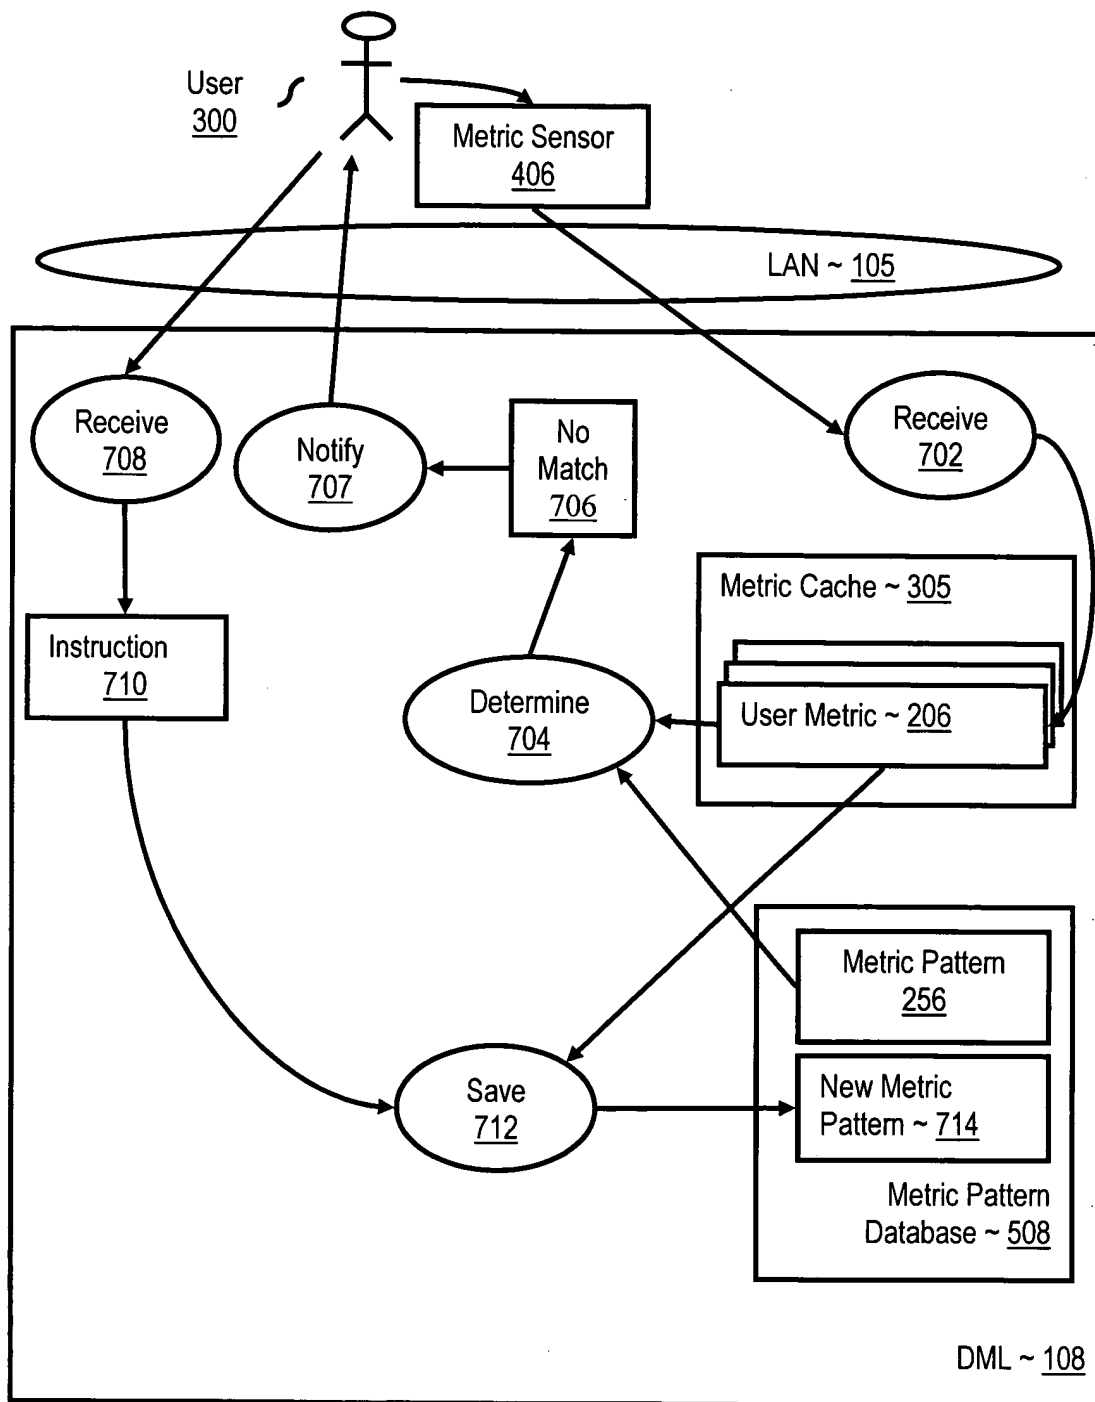 User
300
Metric Sensor
406
LAN ~ 105
Receive
708
Notify
707
No
Match
706
Receive
702
Metric Cache ~ 305
User Metric ~ 206
Instruction
710
Determine
704
Metric Pattern
256
New Metric
Pattern ~ 714
Save
712
Metric Pattern
Database ~ 508
DML ~ 108